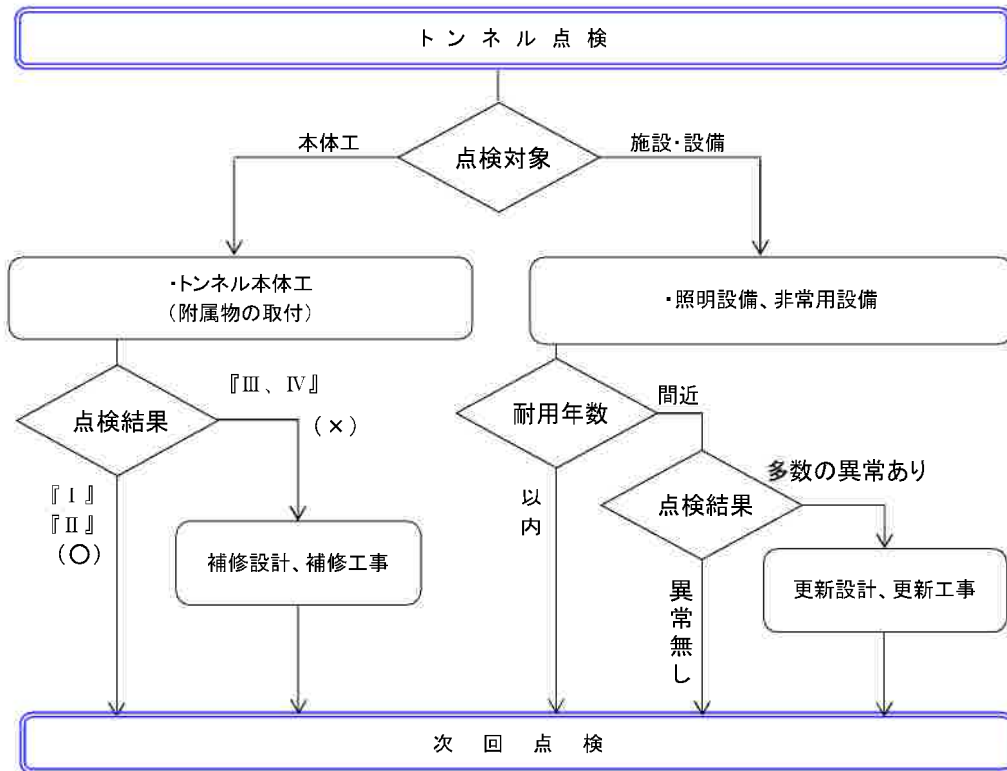 トンネル点検
本体工
点検対象
施設・設備
・トンネル本体工
（附属物の取付）
・照明設備、非常用設備
点検結果
『Ⅲ、Ⅳ』
（×）
『Ⅰ』
『Ⅱ』
（○）
補修設計、補修工事
耐用年数
間近
以内
点検結果
多数の異常あり
異常無し
更新設計、更新工事
次回点検